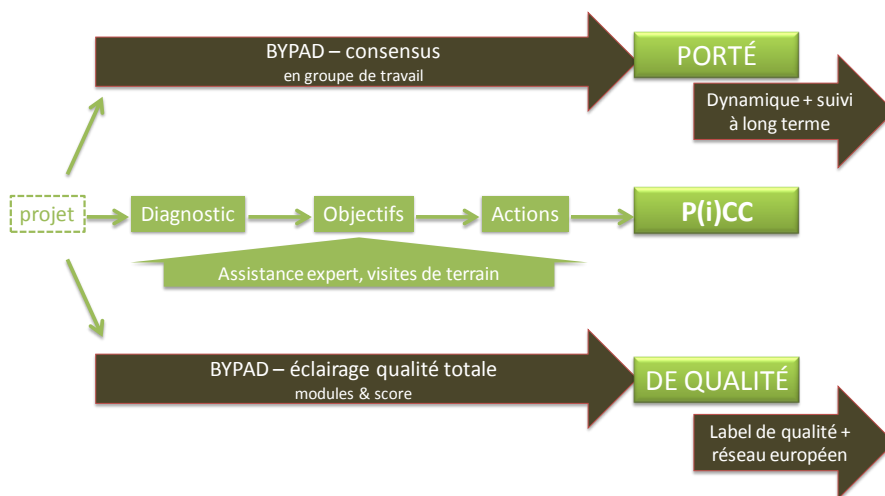 BYPAD – consensus
en groupe de travail
PORTÉ
Dynamique + suivi
à long terme
projet
Diagnostic
Objectifs
Actions
P(i)CC
Assistance expert, visites de terrain
BYPAD – éclairage qualité totale
modules & score
DE QUALITÉ
Label de qualité +
réseau européen